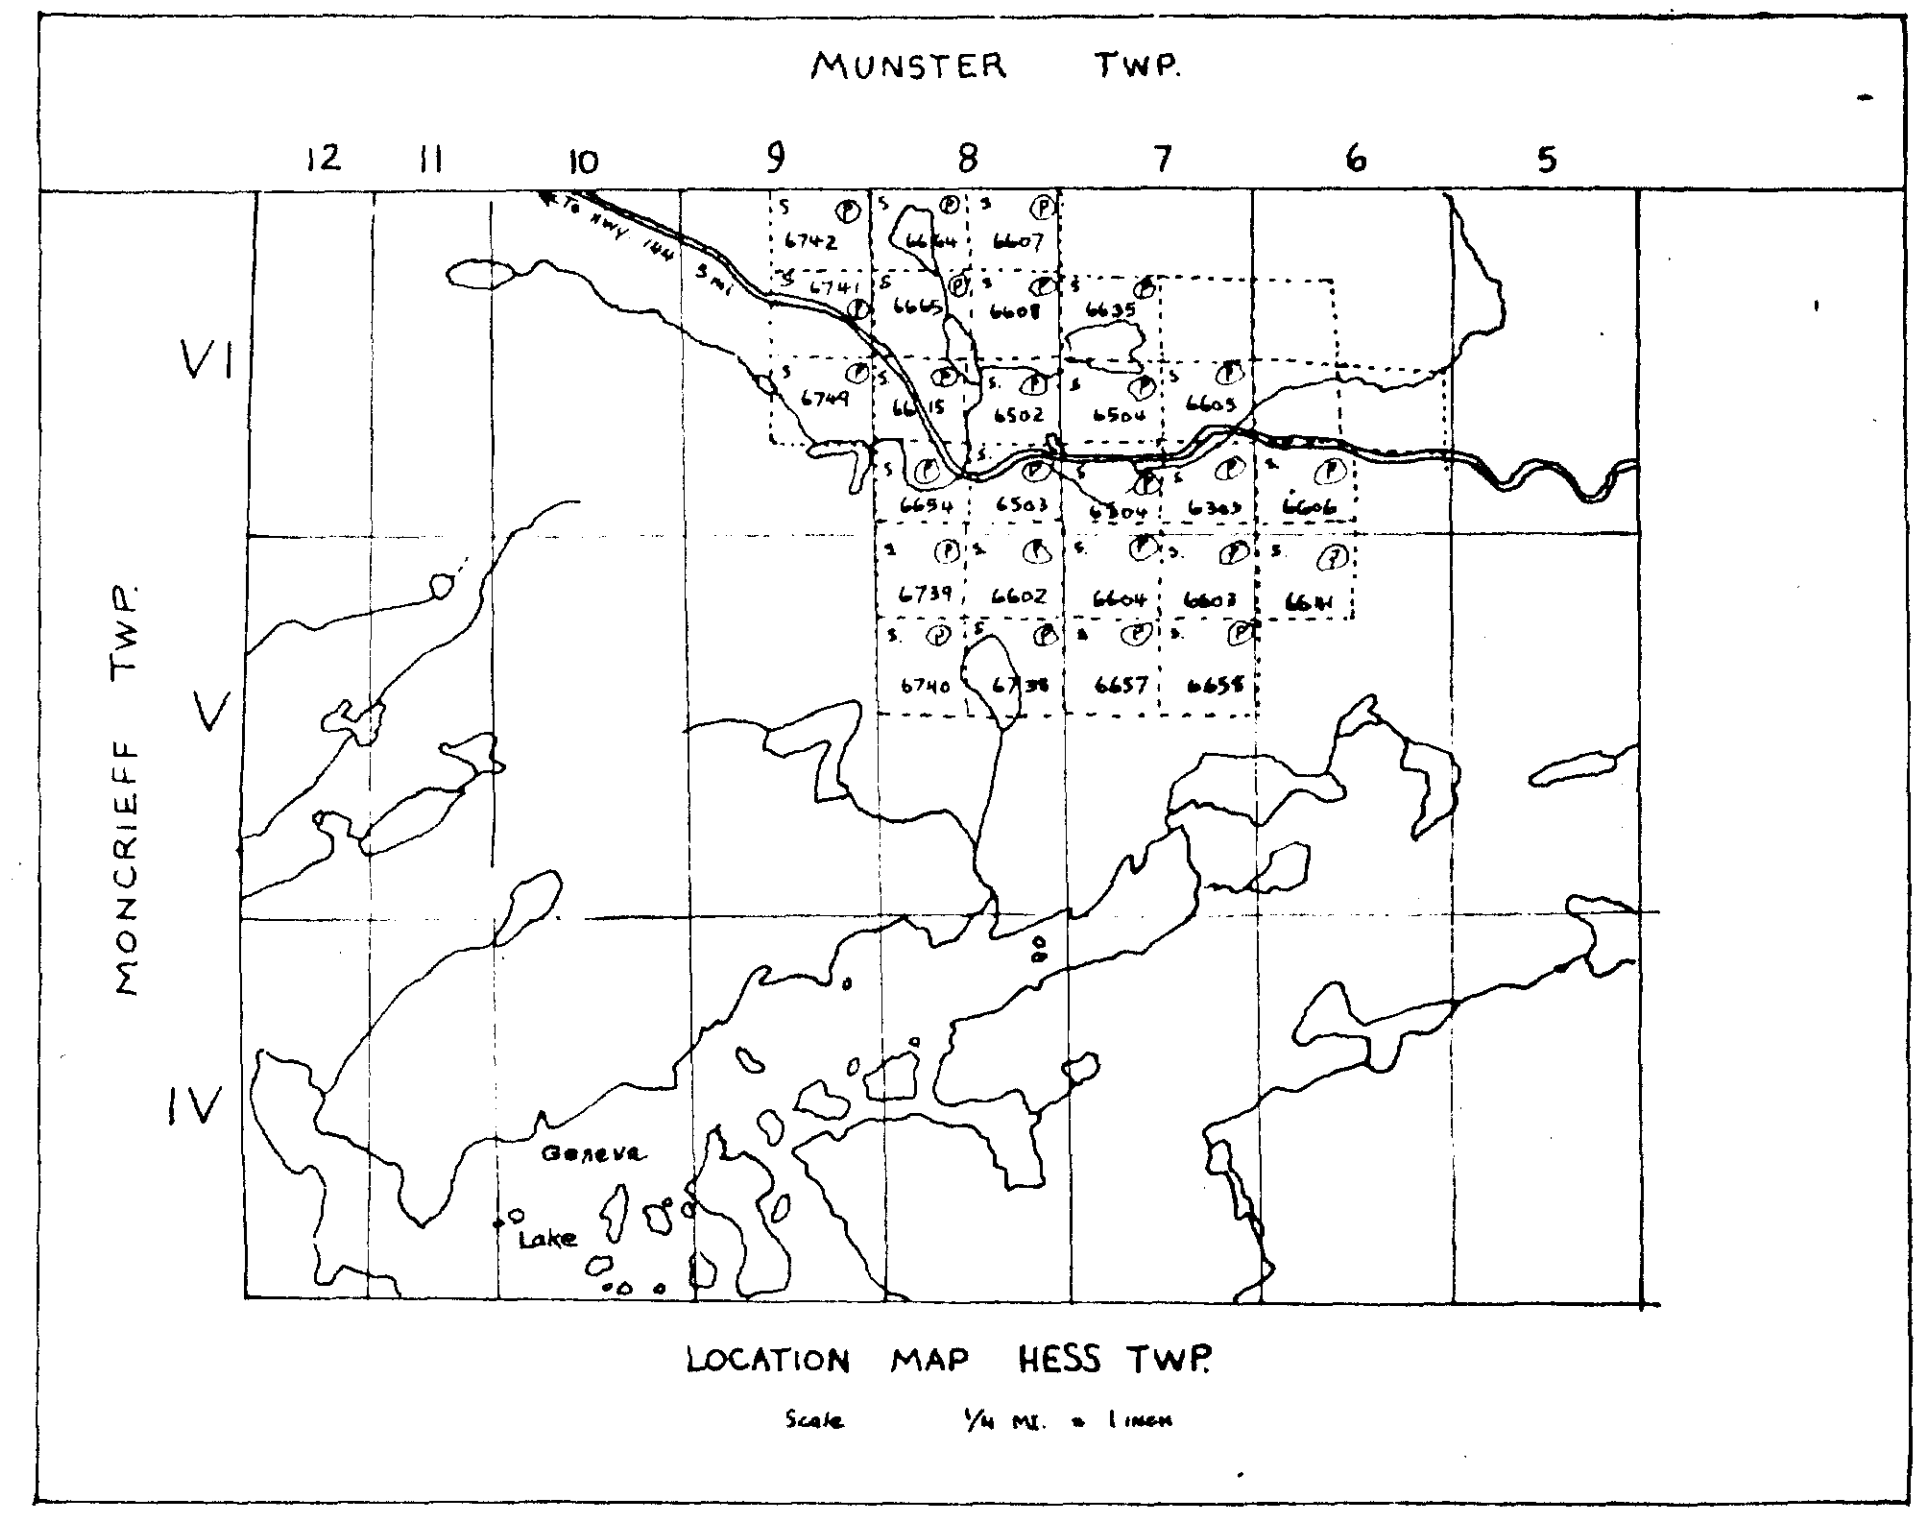 MUNSTER TWP.
12 11 10 9 8 7 6 5
To HWY 144 3 mi
S P S P S P
6742 6664 6607
S 6741 P S 6665 P S 6608 P S 6635 P
VI
S P S. P S. P S P S P
6749 6615 6502 6504 6605
S P S. P S P S P S P
6654 6503 6303 6606
S P S. P S. P S. P S. P
6739 6602 6604 6603
S. P S P S P S. P
6740 6738 6657 6658
V
MONCRIEFF TWP.
IV
Geneva
Lake
LOCATION MAP HESS TWP.
Scale 1/4 MI. = 1 INCH